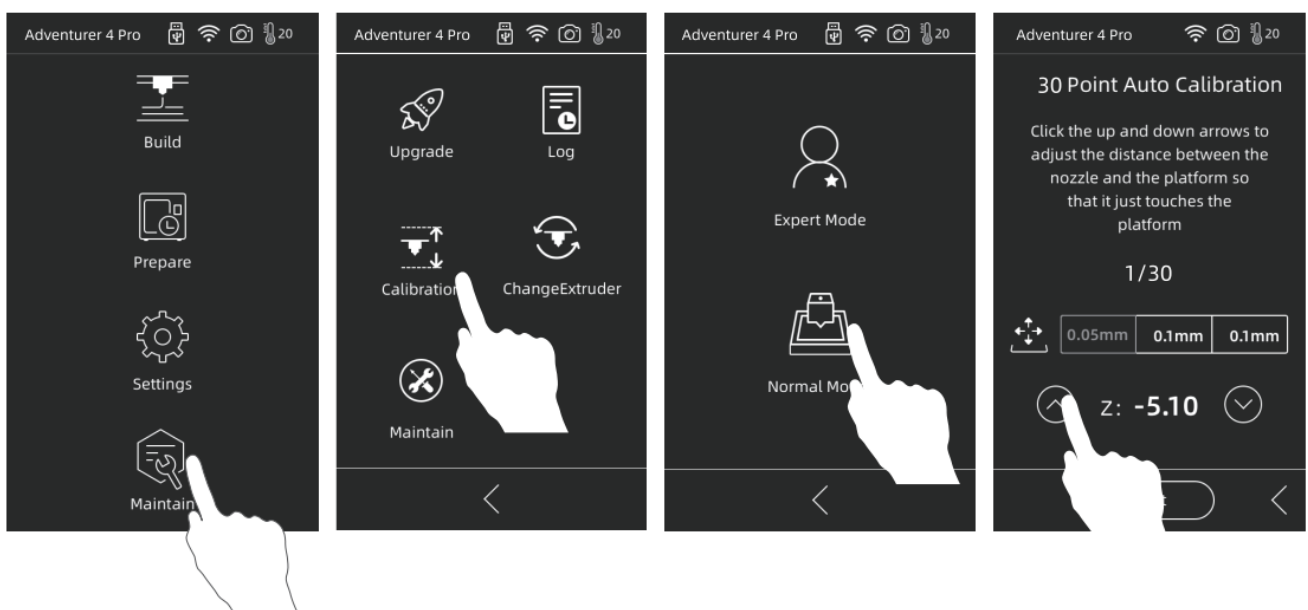 Adventurer 4 Pro 20
Build
Prepare
Settings
Maintain
Adventurer 4 Pro 20
Upgrade Log
Calibration ChangeExtruder
Maintain
Adventurer 4 Pro 20
Expert Mode
Normal
Adventurer 4 Pro 20
30 Point Auto Calibration
Click the up and down arrows to
adjust the distance between the
nozzle and the platform so
that it just touches the
platform
1/30
0.05mm 0.1mm 0.1mm
Z: -5.10